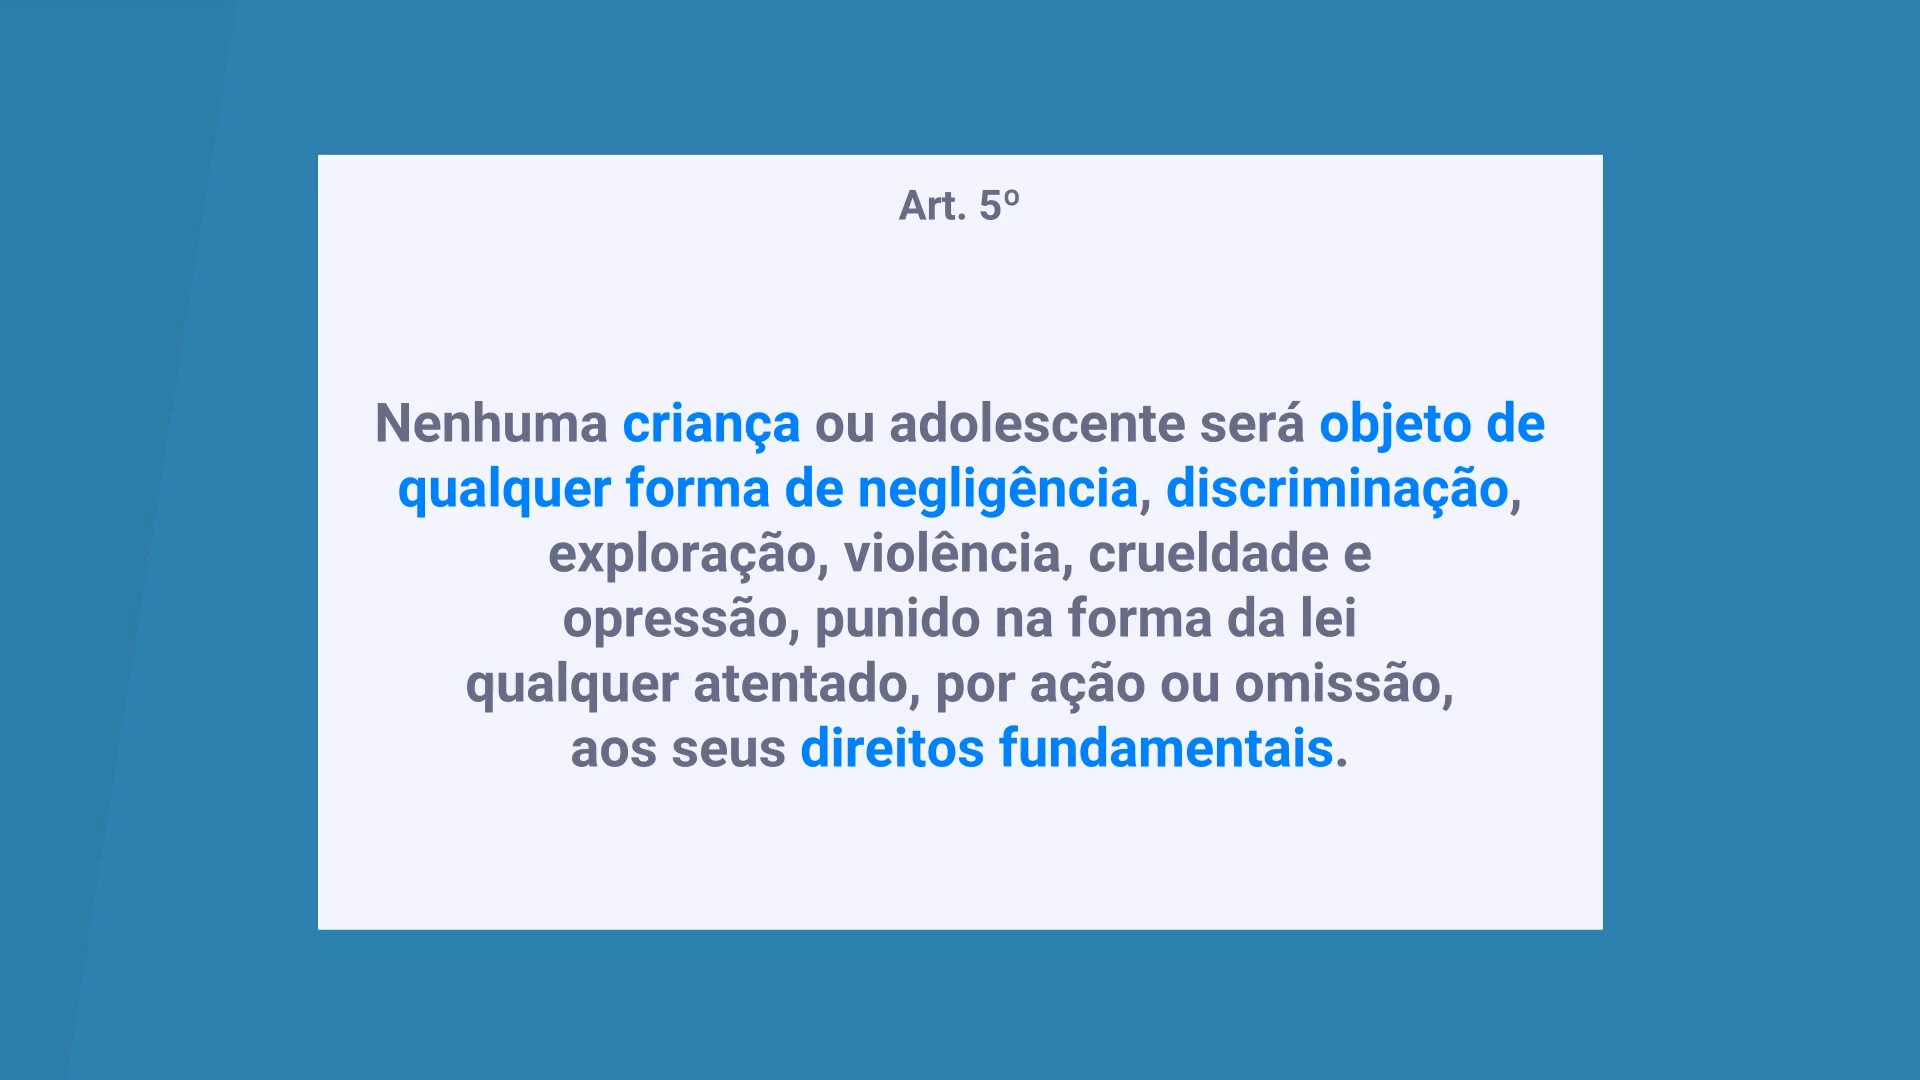 Art. 5º
Nenhuma criança ou adolescente será objeto de
qualquer forma de negligência, discriminação,
exploração, violência, crueldade e
opressão, punido na forma da lei
qualquer atentado, por ação ou omissão,
aos seus direitos fundamentais.